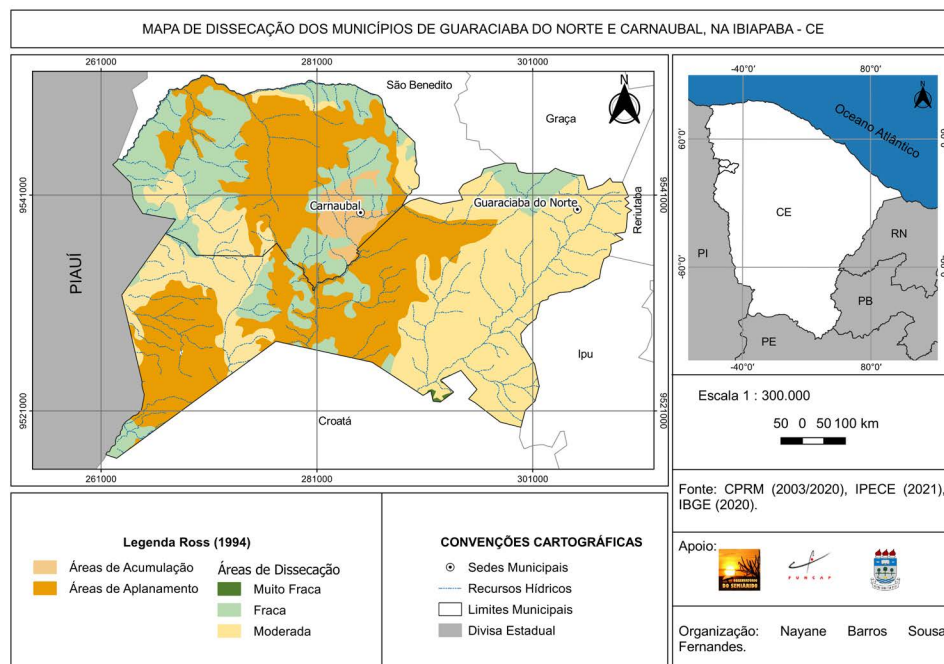 MAPA DE DISSECAÇÃO DOS MUNICÍPIOS DE GUARACIABA DO NORTE E CARNAUBAL, NA IBIAPABA - CE
261000
281000
301000
São Benedito
N
Graça
9541000
Carnaubal
Guaraciaba do Norte
9541000
Reriutaba
PIAUÍ
Ipu
9521000
Croatá
9521000
261000
281000
301000
-40°0'
80°0'
N
Oceano Atlântico
60°0'
CE
RN
PI
PB
PE
-40°0'
80°0'
Escala 1 : 300.000
50 0 50 100 km
Fonte: CPRM (2003/2020), IPECE (2021),
IBGE (2020).
Apoio:
DO SEMIÁRIDO
FUNCAP
Organização: Nayane Barros Sousa
Fernandes.
Legenda Ross (1994)
Áreas de Acumulação
Áreas de Aplanamento
Áreas de Dissecação
Muito Fraca
Fraca
Moderada
CONVENÇÕES CARTOGRÁFICAS
Sedes Municipais
Recursos Hídricos
Limites Municipais
Divisa Estadual